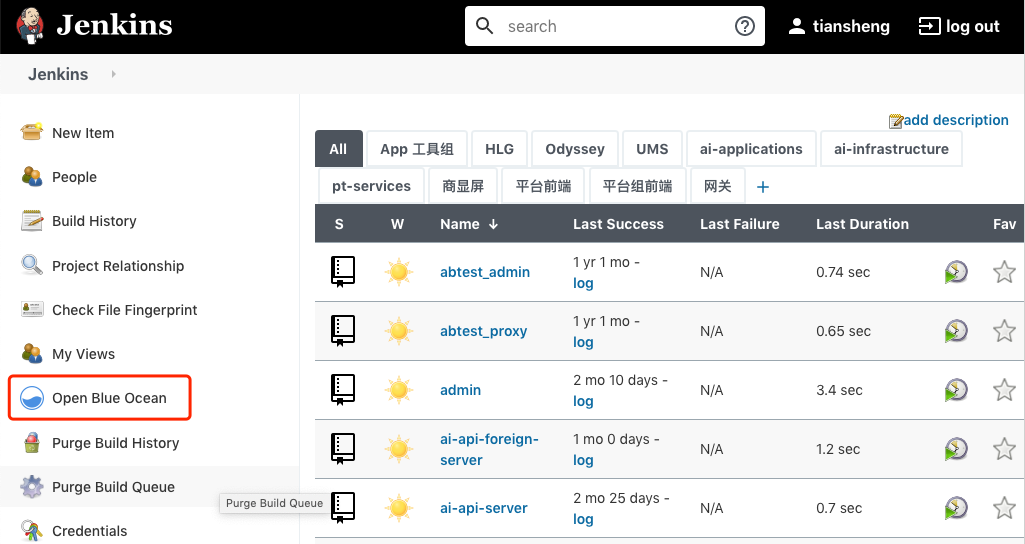 Jenkins
search
tiansheng
log out
Jenkins
New Item
People
Build History
Project Relationship
Check File Fingerprint
My Views
Open Blue Ocean
Purge Build History
Purge Build Queue
Credentials
Purge Build Queue
add description
All App 工具组 HLG Odyssey UMS ai-applications ai-infrastructure
pt-services 商显屏 平台前端 平台组前端 网关 +
S W Name ↓ Last Success Last Failure Last Duration Fav
abtest_admin 1 yr 1 mo - N/A 0.74 sec
log
abtest_proxy 1 yr 1 mo - N/A 0.65 sec
log
admin 2 mo 10 days - N/A 3.4 sec
log
ai-api-foreign- 1 mo 0 days - N/A 1.2 sec
server log
ai-api-server 2 mo 25 days - N/A 0.7 sec
log